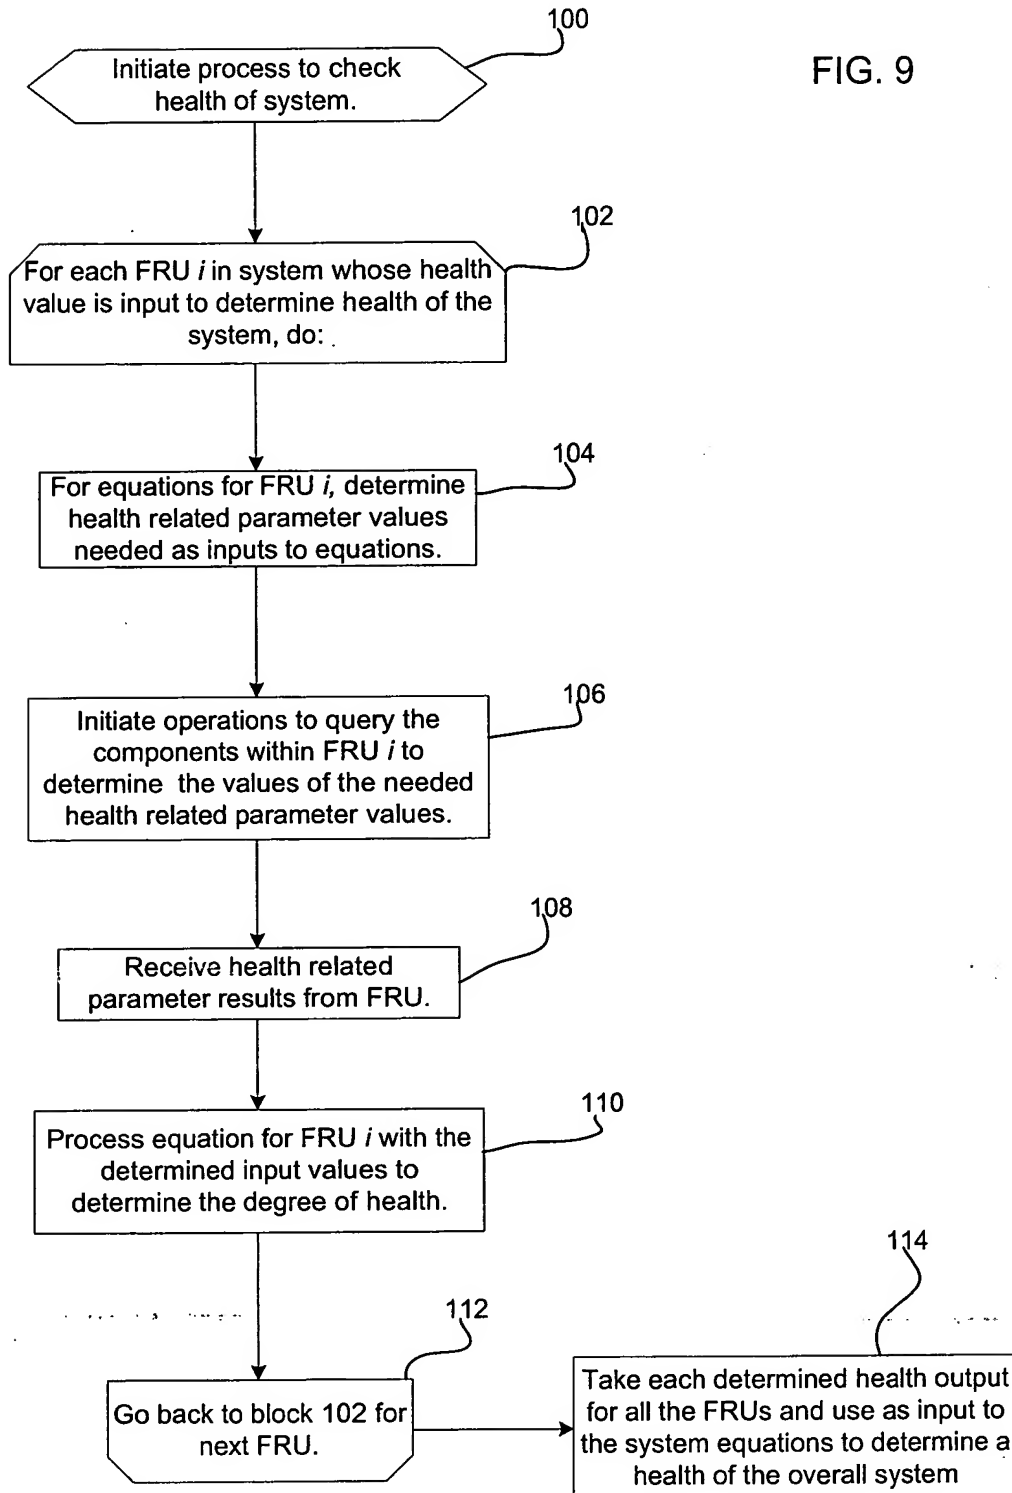 100
FIG. 9
Initiate process to check
health of system.
102
For each FRU i in system whose health
value is input to determine health of the
system, do:
104
For equations for FRU i, determine
health related parameter values
needed as inputs to equations.
106
Initiate operations to query the
components within FRU i to
determine the values of the needed
health related parameter values.
108
Receive health related
parameter results from FRU.
110
Process equation for FRU i with the
determined input values to
determine the degree of health.
112
Go back to block 102 for
next FRU.
114
Take each determined health output
for all the FRUs and use as input to
the system equations to determine a
health of the overall system